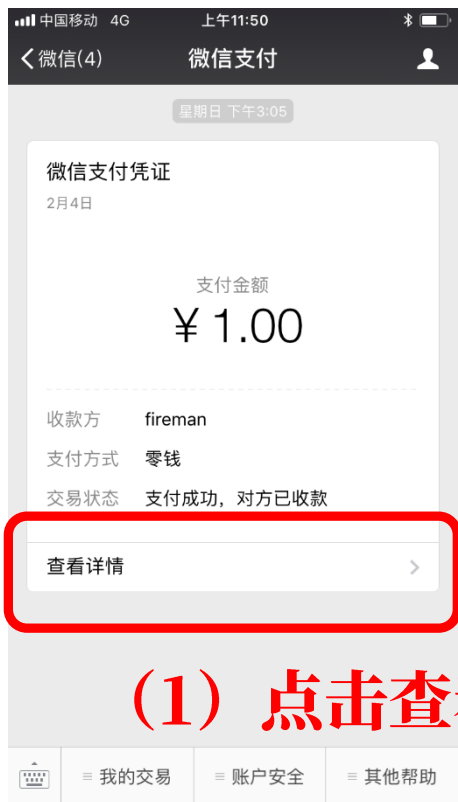 中国移动 4G 上午11:50
微信(4) 微信支付
星期日 下午3:05
微信支付凭证
2月4日
支付金额
¥ 1.00
收款方 fireman
支付方式 零钱
交易状态 支付成功，对方已收款
查看详情
（1）点击查
≡ 我的交易 ≡ 账户安全 ≡ 其他帮助